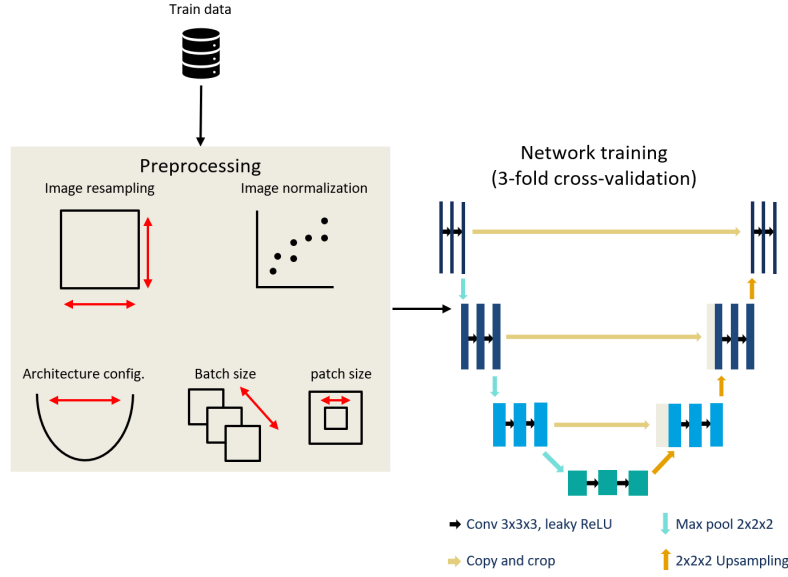 Train data
Preprocessing
Image resampling
Image normalization
Architecture config.
Batch size
patch size
Network training
(3-fold cross-validation)
Conv 3x3x3, leaky ReLU
Max pool 2x2x2
Copy and crop
2x2x2 Upsampling